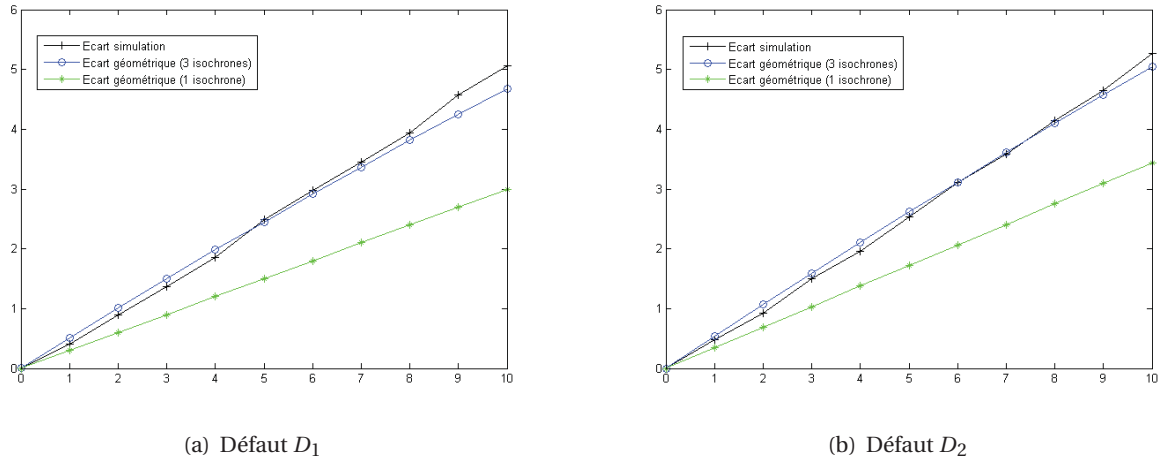 6
5
4
3
2
1
0
Ecart simulation
Ecart géométrique (3 isochrones)
Ecart géométrique (1 isochrone)
0 1 2 3 4 5 6 7 8 9 10
(a) Défaut D1
6
5
4
3
2
1
0
Ecart simulation
Ecart géométrique (3 isochrones)
Ecart géométrique (1 isochrone)
0 1 2 3 4 5 6 7 8 9 10
(b) Défaut D2